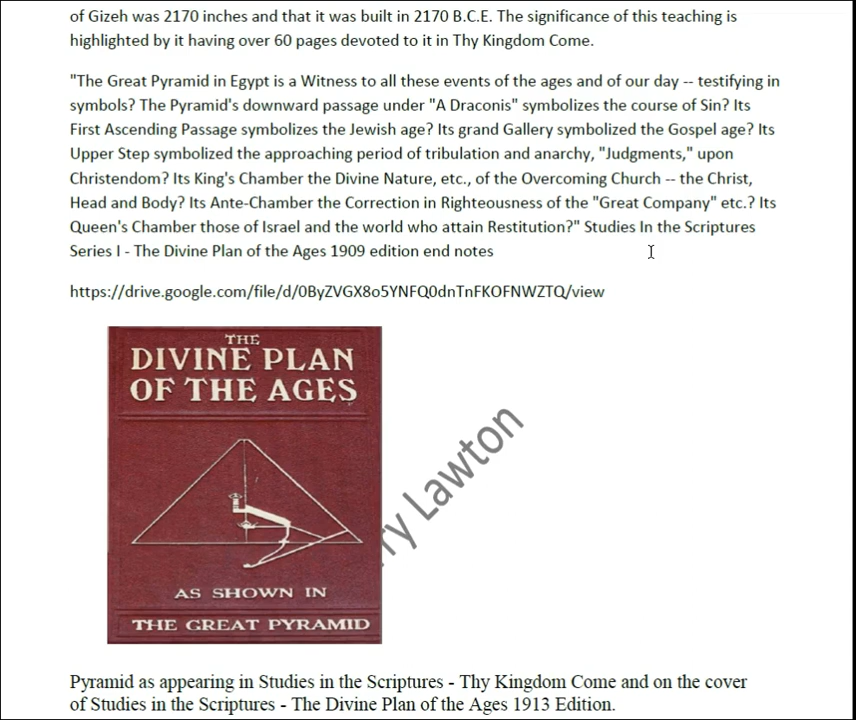 of Gizeh was 2170 inches and that it was built in 2170 B.C.E. The significance of this teaching is
highlighted by it having over 60 pages devoted to it in Thy Kingdom Come.
"The Great Pyramid in Egypt is a Witness to all these events of the ages and of our day -- testifying in
symbols? The Pyramid's downward passage under "A Draconis" symbolizes the course of Sin? Its
First Ascending Passage symbolizes the Jewish age? Its grand Gallery symbolized the Gospel age? Its
Upper Step symbolized the approaching period of tribulation and anarchy, "Judgments," upon
Christendom? Its King's Chamber the Divine Nature, etc., of the Overcoming Church -- the Christ,
Head and Body? Its Ante-Chamber the Correction in Righteousness of the "Great Company" etc.? Its
Queen's Chamber those of Israel and the world who attain Restitution?" Studies In the Scriptures
Series I - The Divine Plan of the Ages 1909 edition end notes
https://drive.google.com/file/d/0ByZVGX8o5YNFQ0dnTnFKOFNWZTQ/view
THE
DIVINE PLAN
OF THE AGES
AS SHOWN IN
THE GREAT PYRAMID
ry Lawton
Pyramid as appearing in Studies in the Scriptures - Thy Kingdom Come and on the cover
of Studies in the Scriptures - The Divine Plan of the Ages 1913 Edition.